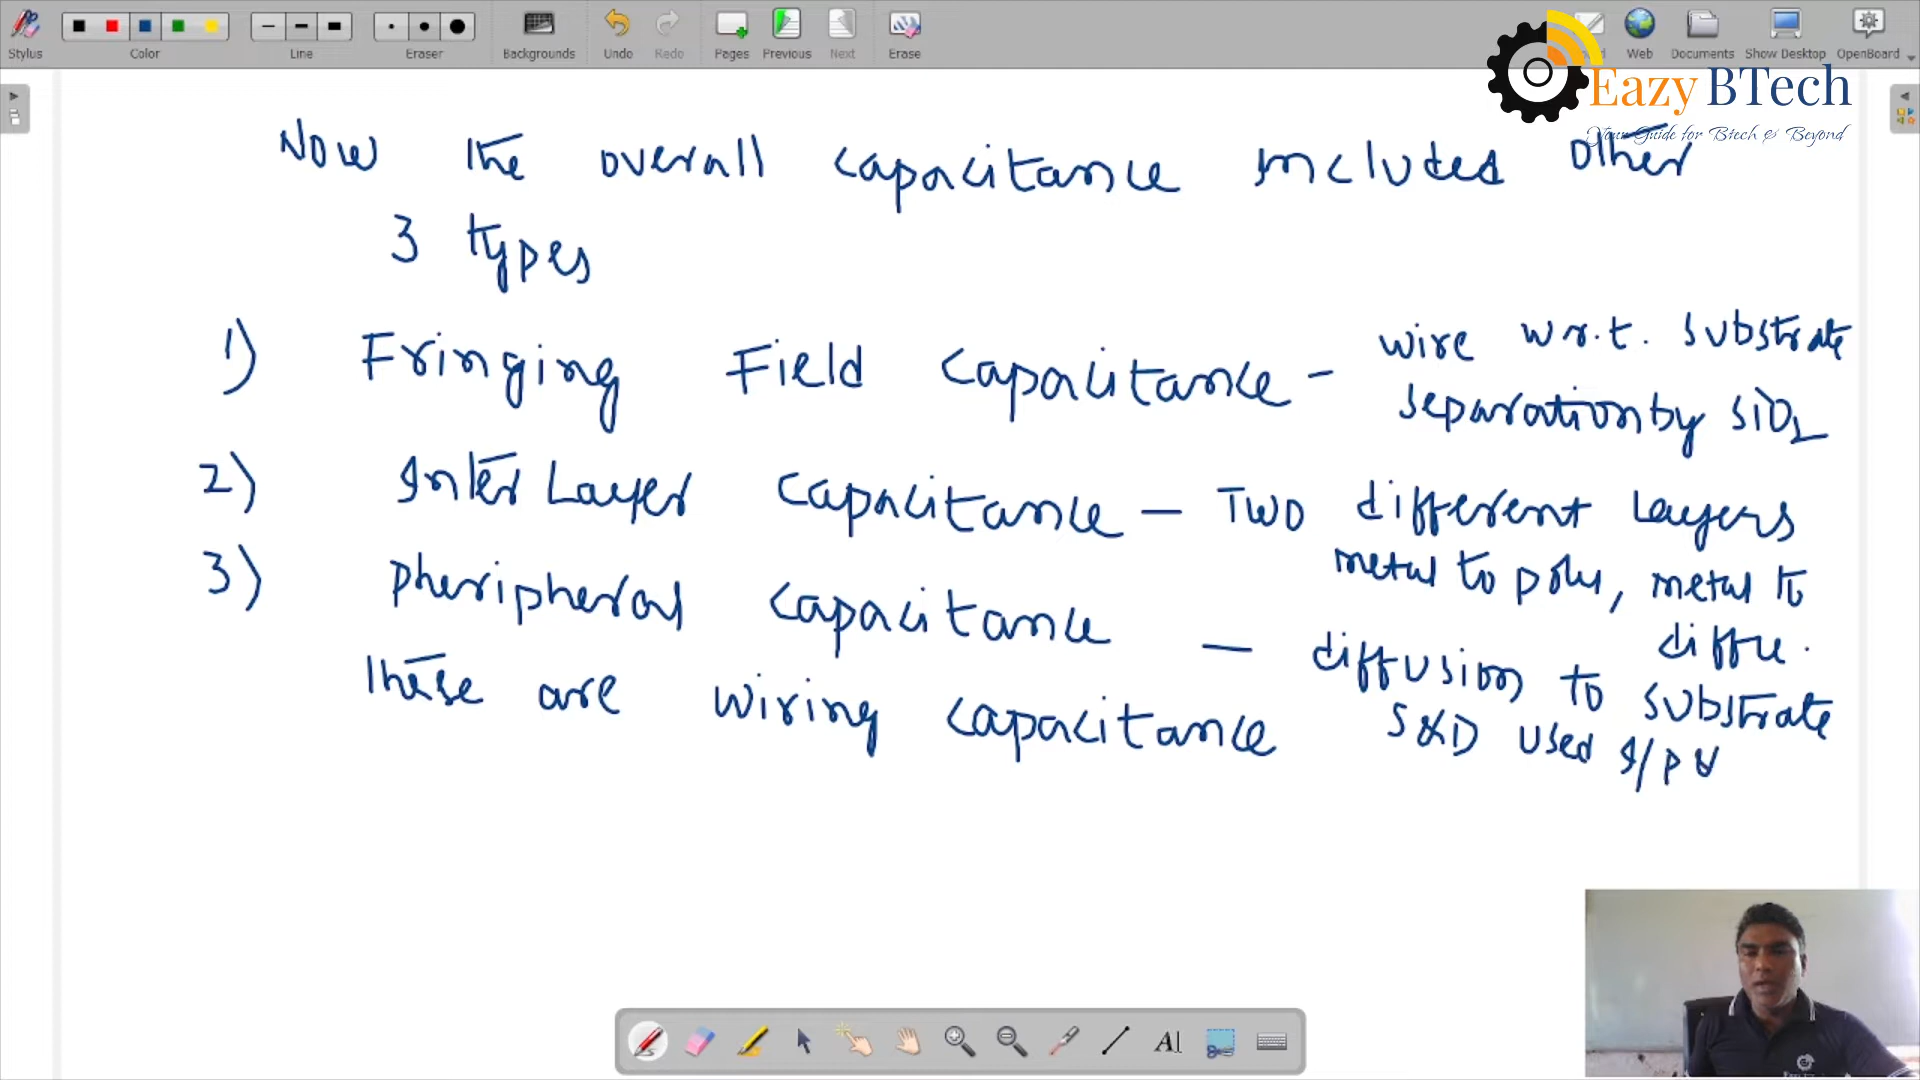 Stylus Color Line Eraser Backgrounds Undo Redo Pages Previous Next Erase Web Documents Show Desktop OpenBoard
Eazy BTech
Your Guide for Btech & Beyond
Now the overall capacitance included other
3 types
1) Fringing Field capacitance - wire w.r.t. substrate
separation by SiO2
2) Inter Layer capacitance - Two different layers
metal to poly, metal to
diffu.
3) Pheripheral capacitance - diffusion to substrate
S&D used I/P
These are wiring capacitance